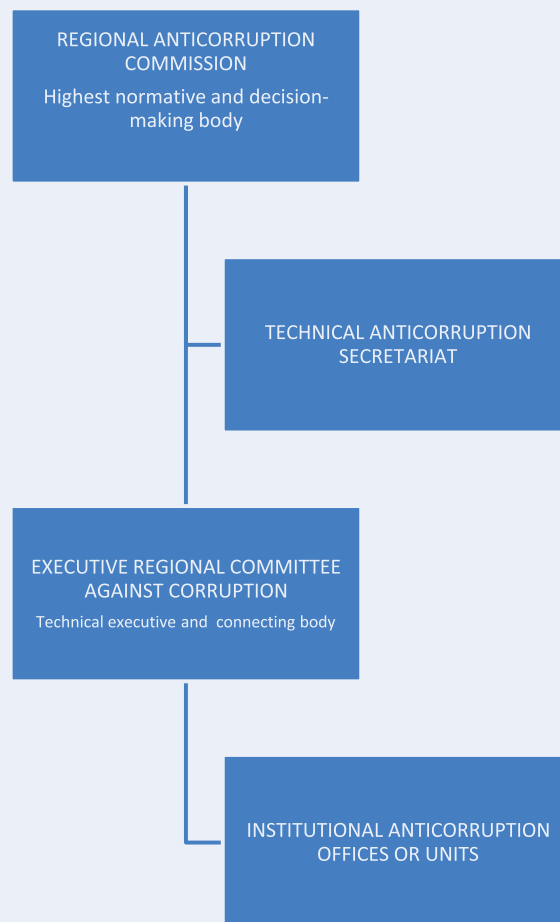 REGIONAL ANTICORRUPTION
COMMISSION
Highest normative and decision-
making body
TECHNICAL ANTICORRUPTION
SECRETARIAT
EXECUTIVE REGIONAL COMMITTEE
AGAINST CORRUPTION
Technical executive and connecting body
INSTITUTIONAL ANTICORRUPTION
OFFICES OR UNITS